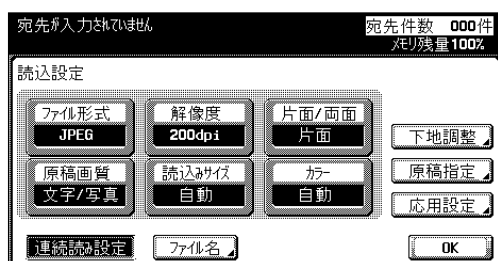 宛先が入力されていません
宛先件数 000件
メモリ残量100%
読込設定
ファイル形式 解像度 片面/両面
JPEG 200dpi 片面
下地調整
原稿画質 読込みサイズ カラー
文字/写真 自動 自動
原稿指定
応用設定
連続読み設定 ファイル名 OK